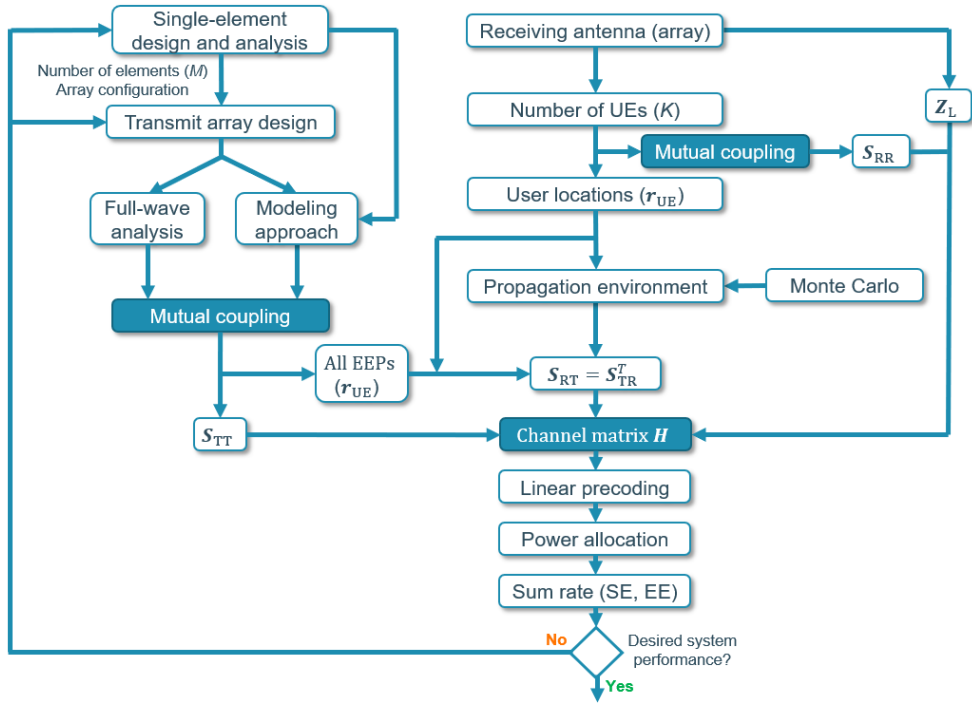 Single-element
design and analysis
Number of elements (M)
Array configuration
Transmit array design
Full-wave
analysis
Modeling
approach
Mutual coupling
All EEPs
(r_UE)
S_TT
Receiving antenna (array)
Number of UEs (K)
Z_L
Mutual coupling
S_RR
User locations (r_UE)
Propagation environment
Monte Carlo
S_RT = S_TR^T
Channel matrix H
Linear precoding
Power allocation
Sum rate (SE, EE)
No
Desired system
performance?
Yes